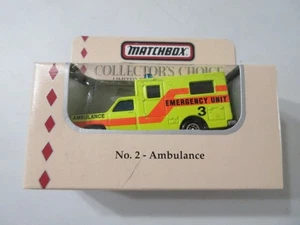 MATCHBOX
COLLECTOR'S CHOICE
EMERGENCY UNIT
AMBULANCE
3
No. 2 - Ambulance